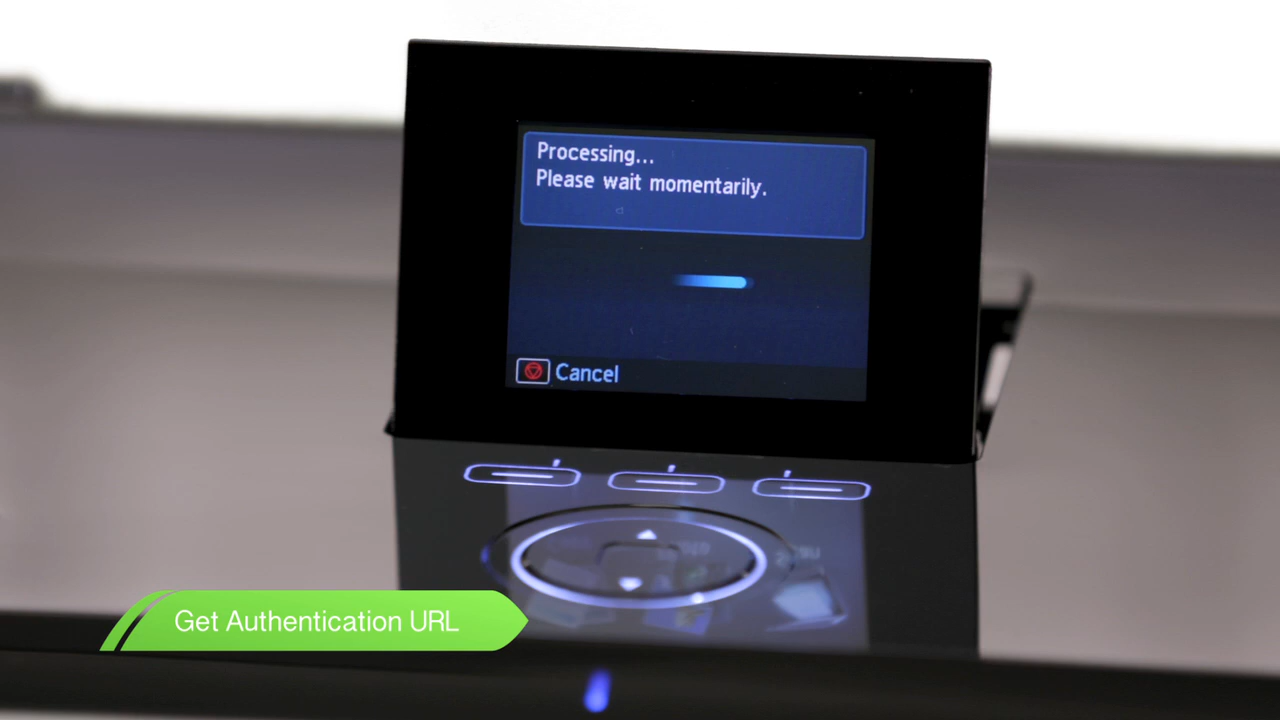 Processing...
Please wait momentarily.
Cancel
Get Authentication URL